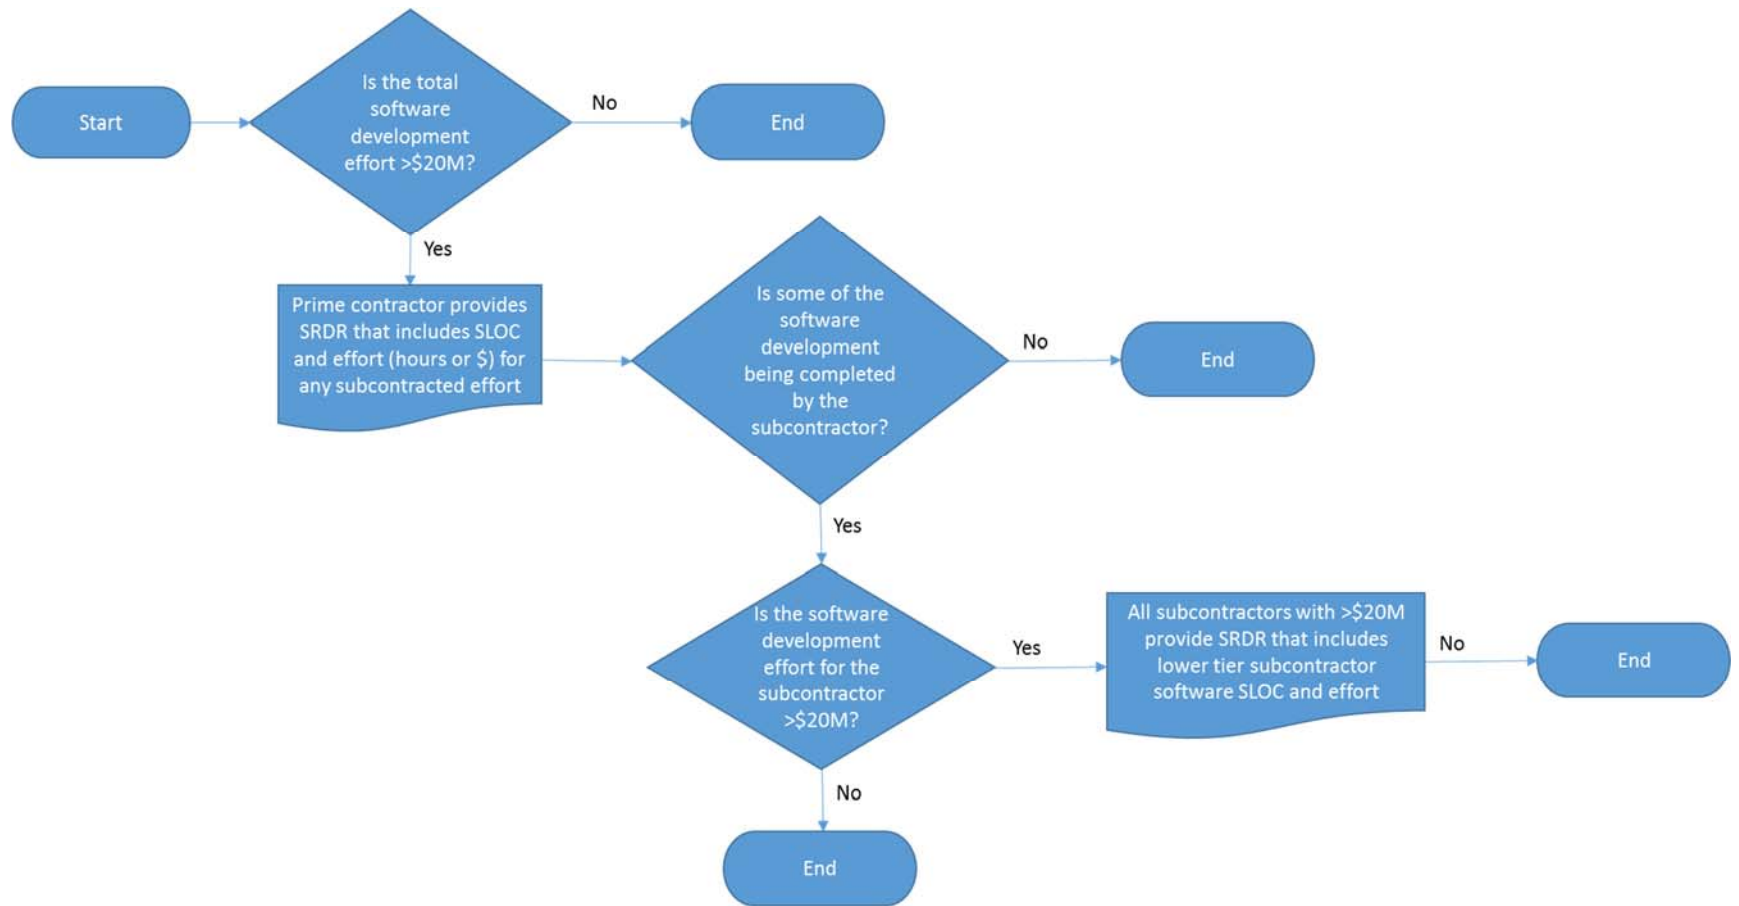 Start
Is the total
software
development
effort >$20M?
No
End
Yes
Prime contractor provides
SRDR that includes SLOC
and effort (hours or $) for
any subcontracted effort
Is some of the
software
development
being completed
by the
subcontractor?
No
End
Yes
Is the software
development
effort for the
subcontractor
>$20M?
Yes
All subcontractors with >$20M
provide SRDR that includes
lower tier subcontractor
software SLOC and effort
No
End
No
End